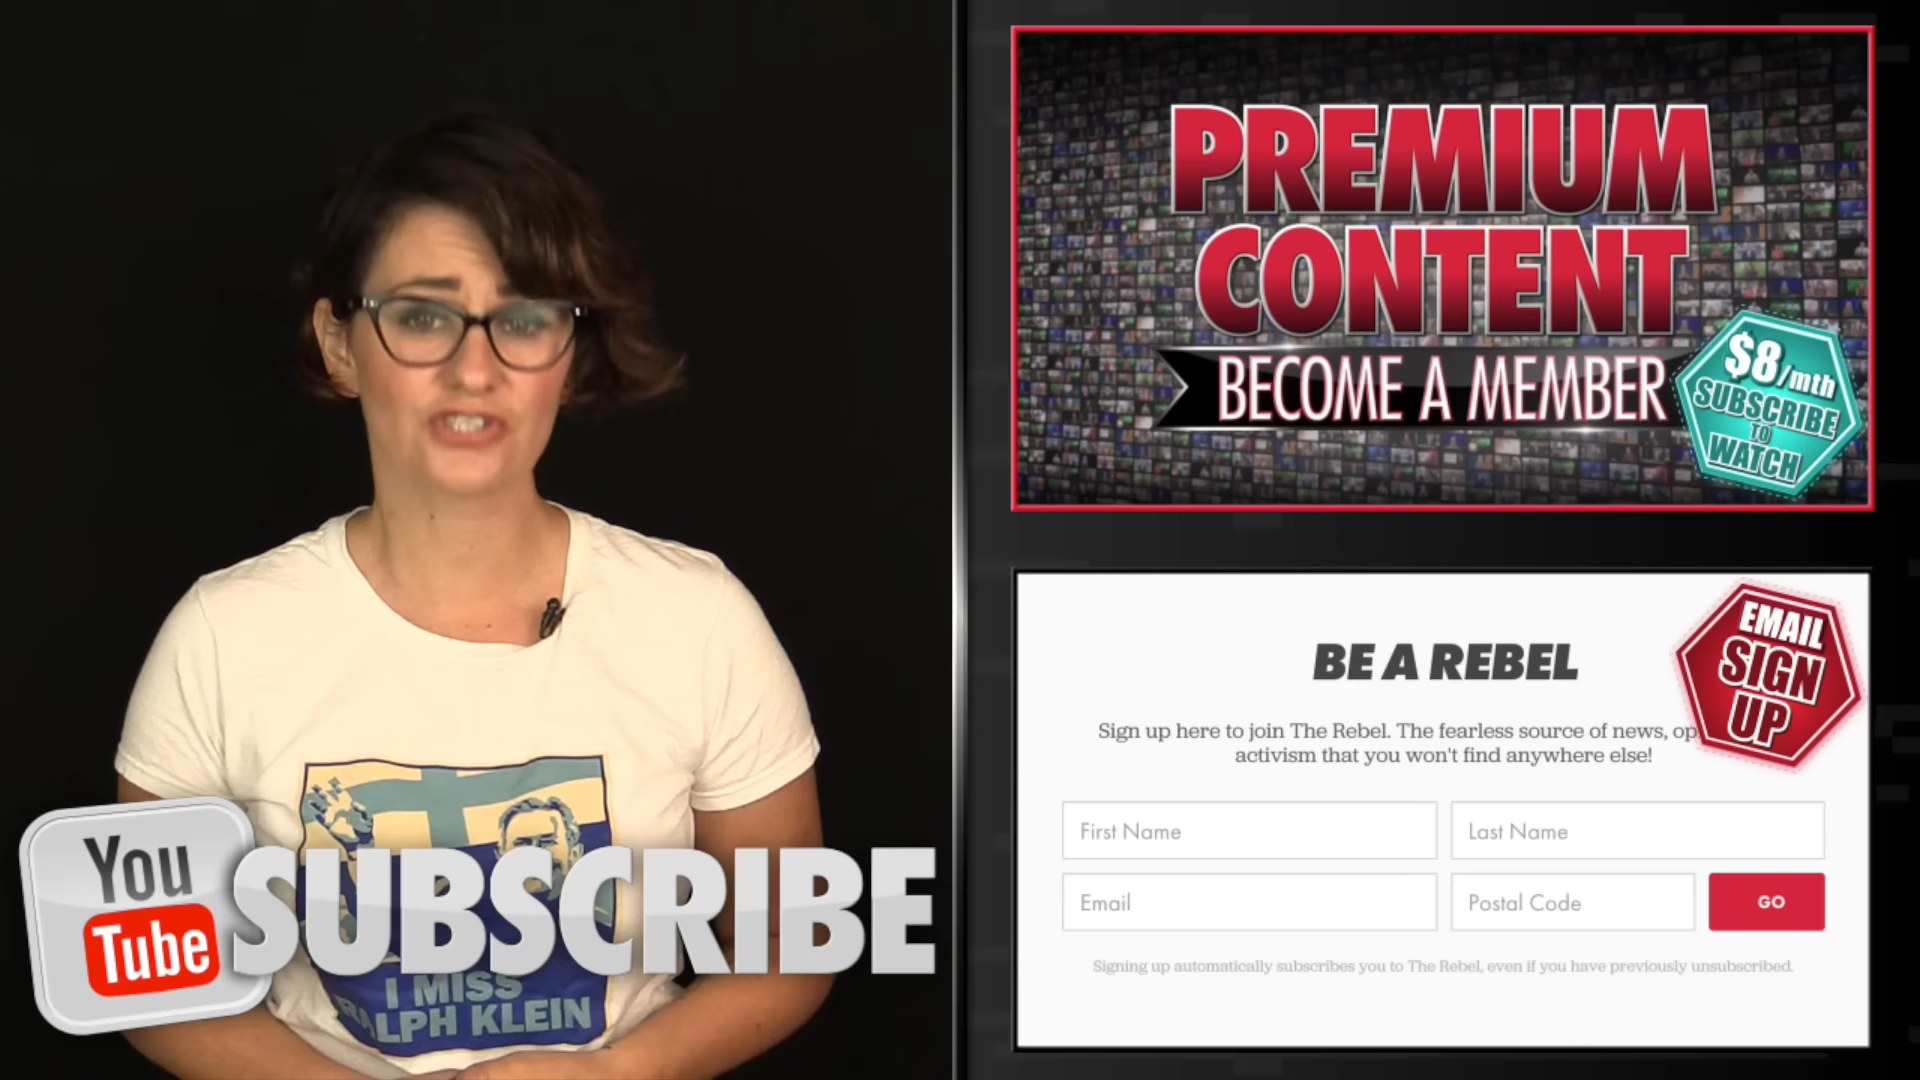 PREMIUM
CONTENT
BECOME A MEMBER
$8/mth
SUBSCRIBE
TO
WATCH
BE A REBEL
EMAIL
SIGN
UP
Sign up here to join The Rebel. The fearless source of news,
activism that you won't find anywhere else!
First Name
Last Name
Email
Postal Code
GO
Signing up automatically subscribes you to The Rebel, even if you have previously unsubscribed.
You
Tube
SUBSCRIBE
I MISS
RALPH KLEIN